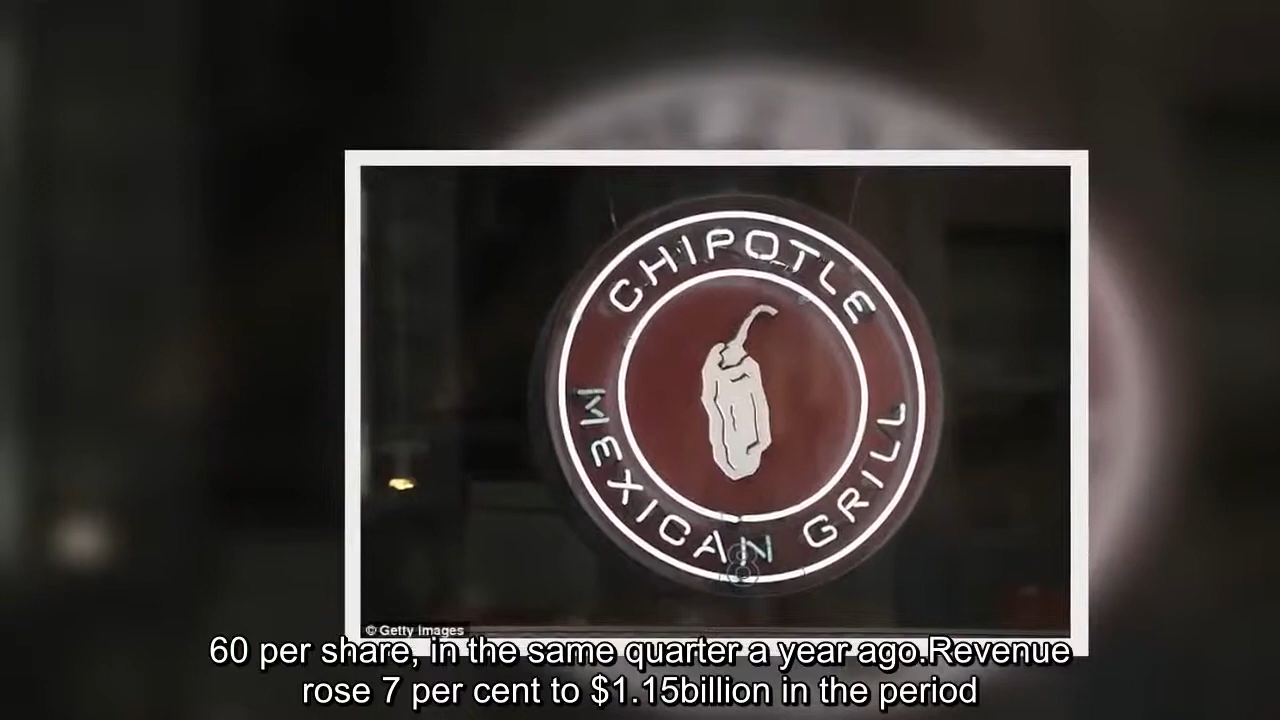 CHIPOTLE
MEXICAN GRILL
© Getty Images
60 per share, in the same quarter a year ago.Revenue
rose 7 per cent to $1.15billion in the period